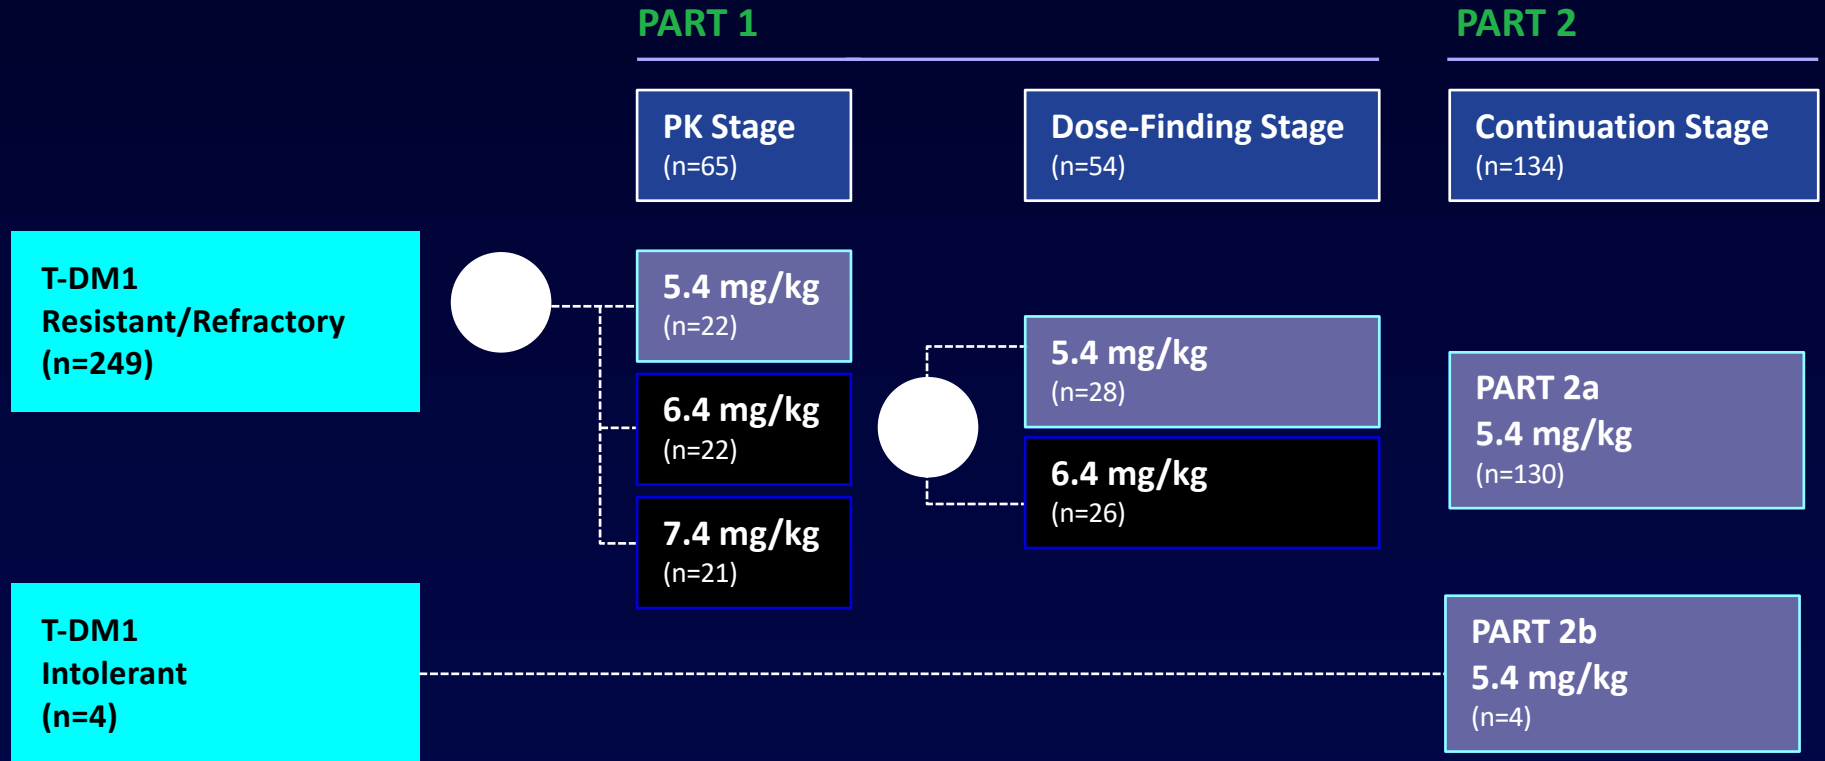 PART 1
PART 2
PK Stage
(n=65)
Dose-Finding Stage
(n=54)
Continuation Stage
(n=134)
T-DM1
Resistant/Refractory
(n=249)
5.4 mg/kg
(n=22)
6.4 mg/kg
(n=22)
7.4 mg/kg
(n=21)
5.4 mg/kg
(n=28)
6.4 mg/kg
(n=26)
PART 2a
5.4 mg/kg
(n=130)
T-DM1
Intolerant
(n=4)
PART 2b
5.4 mg/kg
(n=4)